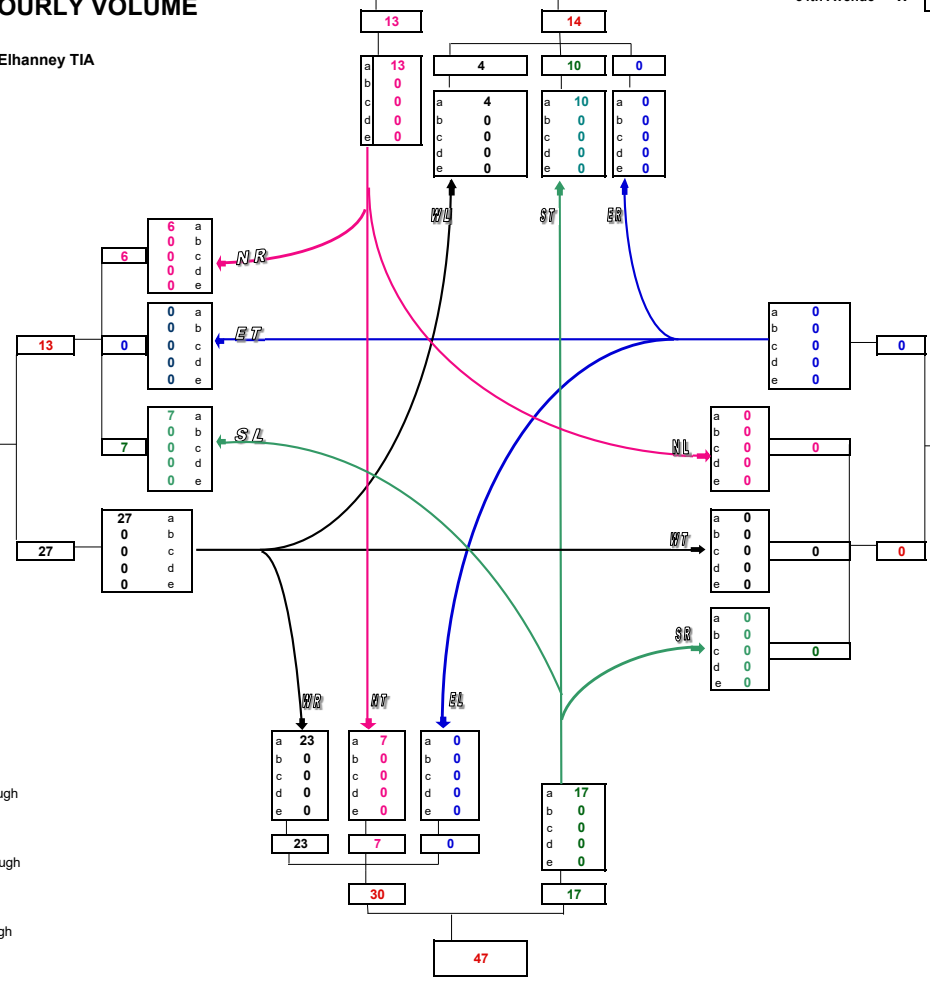 OURLY VOLUME
Elhanney TIA
13
14
4
10
0
a 13
b 0
c 0
d 0
e 0
a 4
b 0
c 0
d 0
e 0
a 10
b 0
c 0
d 0
e 0
a 0
b 0
c 0
d 0
e 0
WL
ST
ER
6 a
0 b
0 c
0 d
0 e
6
NR
0 a
0 b
0 c
0 d
0 e
13
0
ET
a 0
b 0
c 0
d 0
e 0
0
7 a
0 b
0 c
0 d
0 e
7
SL
NL
a 0
b 0
c 0
d 0
e 0
0
27 a
0 b
0 c
0 d
0 e
27
WT
a 0
b 0
c 0
d 0
e 0
0
0
SR
a 0
b 0
c 0
d 0
e 0
0
WR
NT
EL
a 23
b 0
c 0
d 0
e 0
a 7
b 0
c 0
d 0
e 0
a 0
b 0
c 0
d 0
e 0
a 17
b 0
c 0
d 0
e 0
ugh
23
7
0
ugh
30
17
gh
47